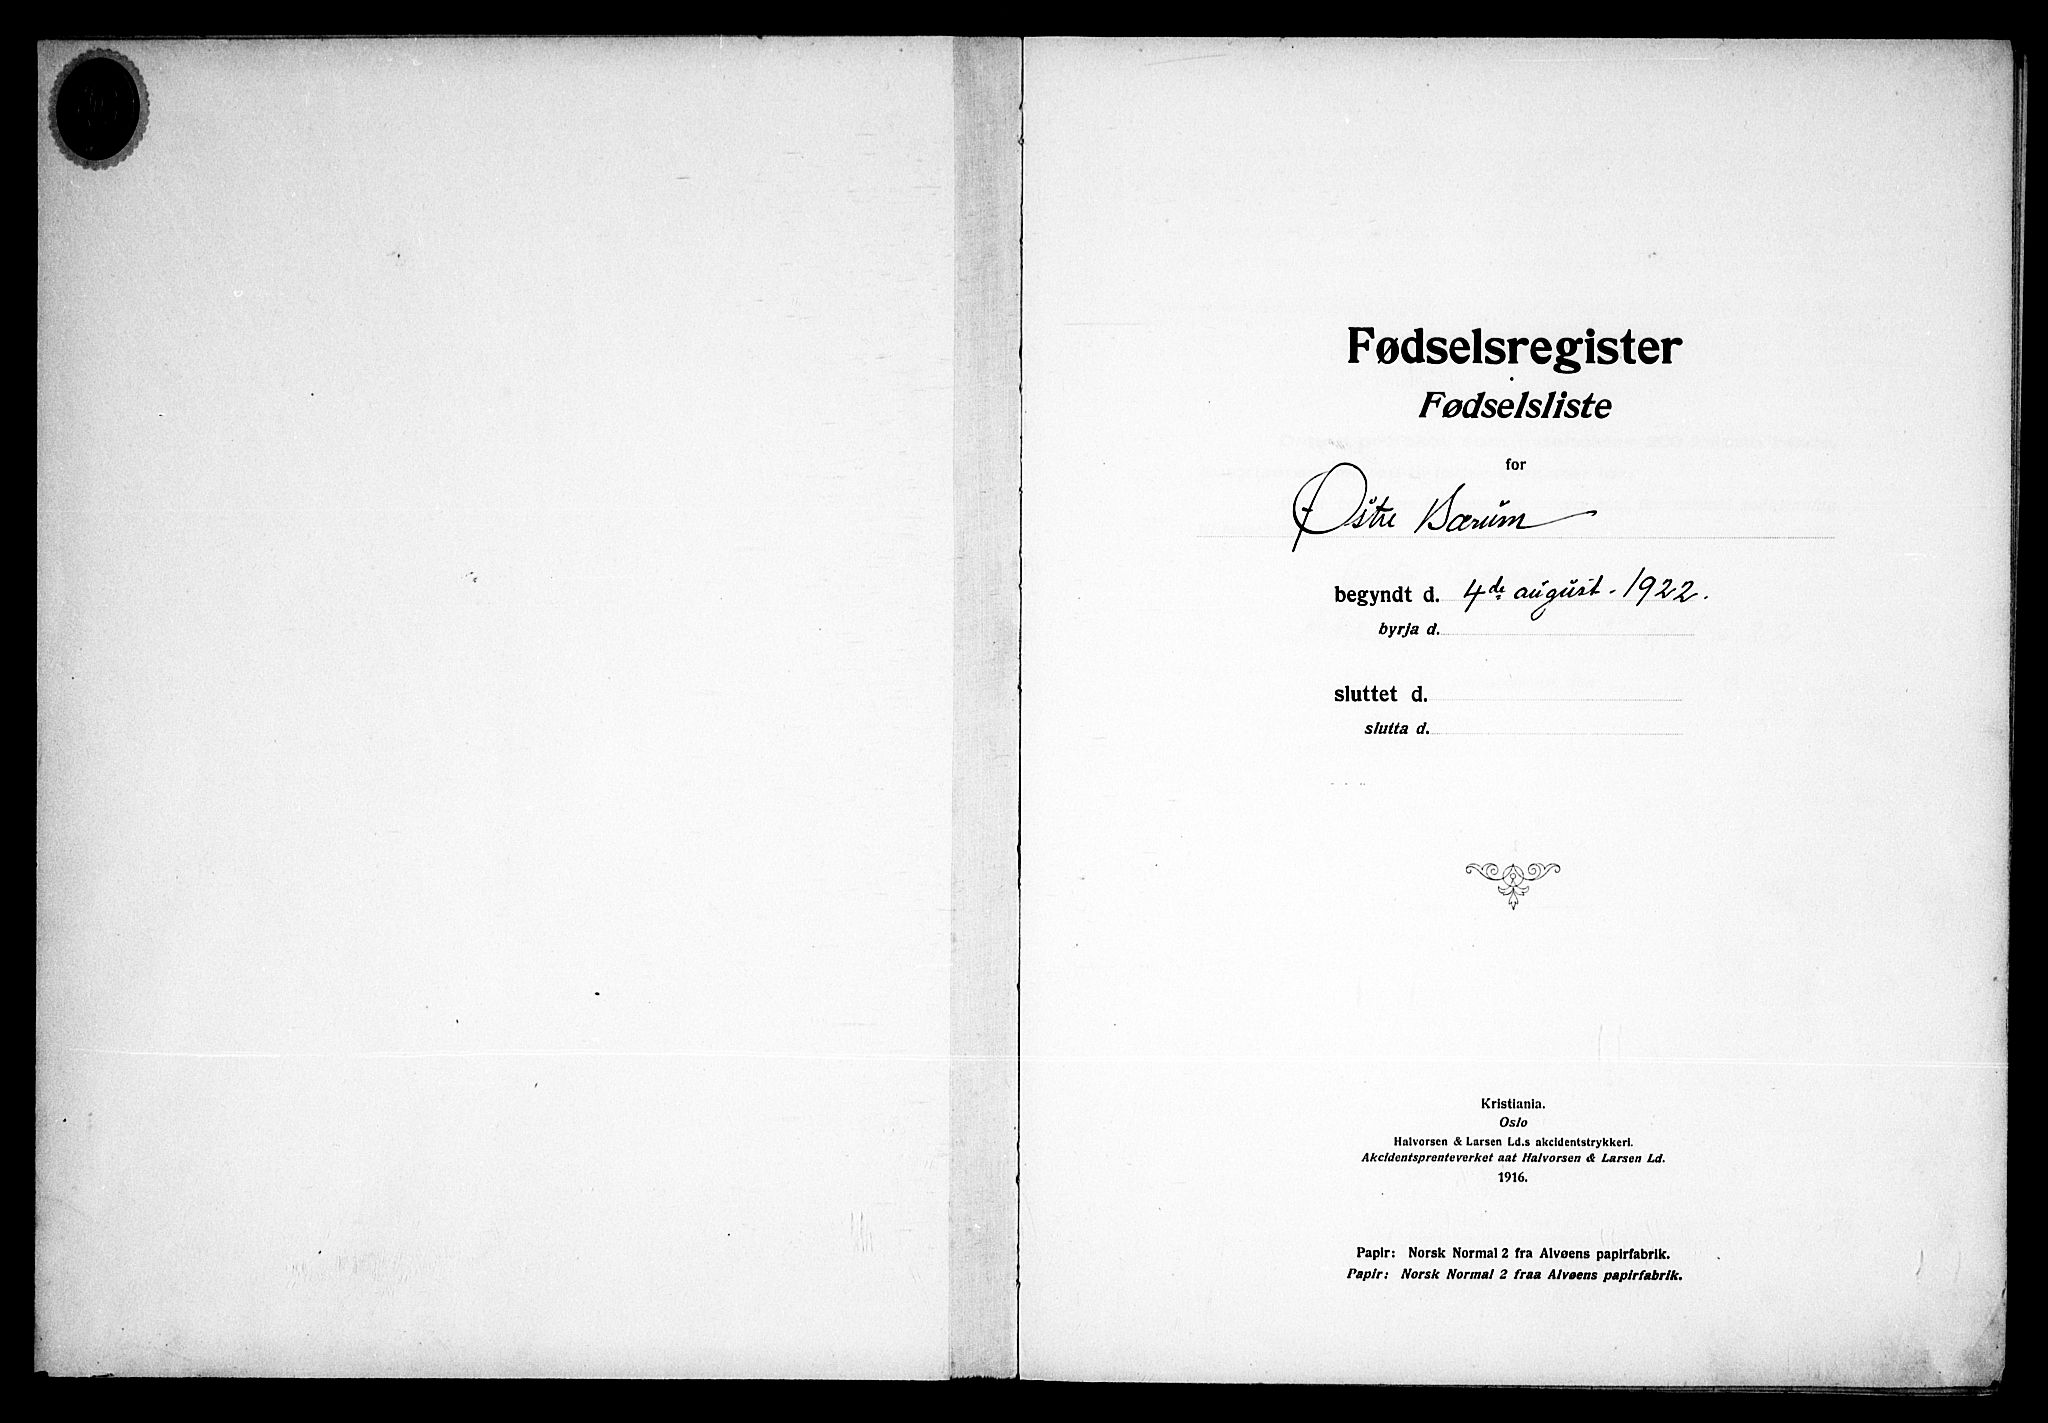 Fødselsregister
Fødselsliste
for
Østre Bærum
begyndt d. 4de august. 1922.
byrja d.
sluttet d.
slutta d.
Kristiania.
Oslo
Halvorsen & Larsen Ld.s akcidentstrykkeri.
Akcidentsprenteverket aat Halvorsen & Larsen Ld.
1916.
Papir: Norsk Normal 2 fra Alvøens papirfabrik.
Papir: Norsk Normal 2 fraa Alvøens papirfabrik.